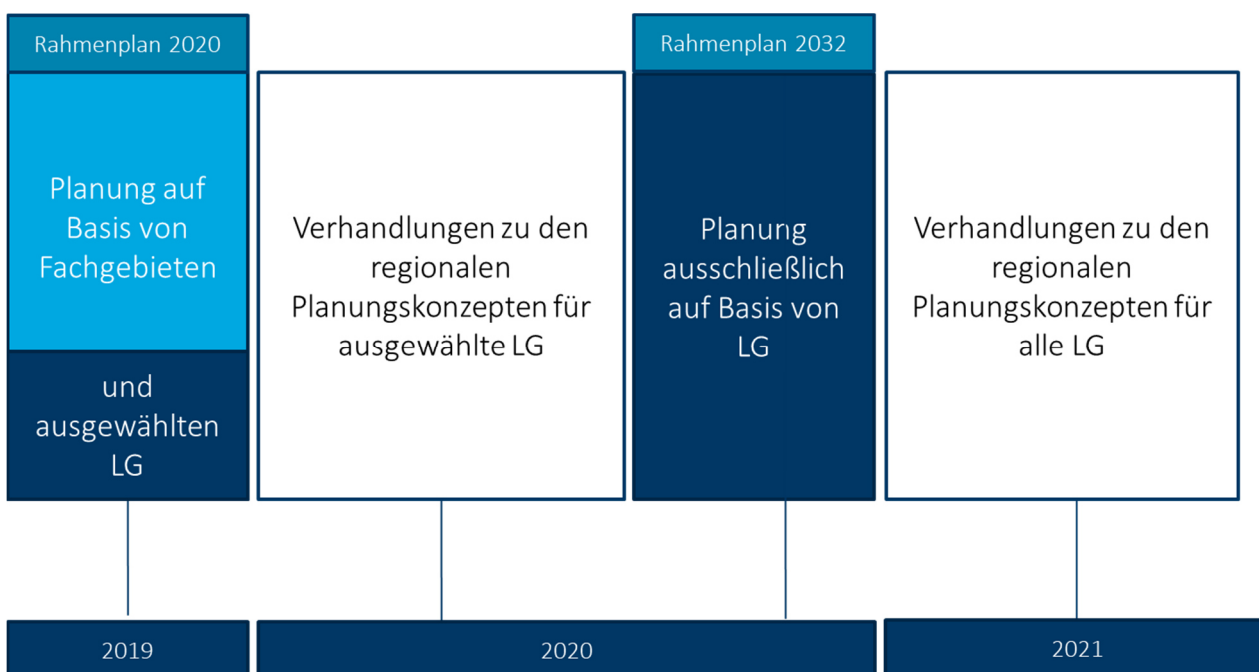 Rahmenplan 2020
Planung auf
Basis von
Fachgebieten
und
ausgewählten
LG
Verhandlungen zu den
regionalen
Planungskonzepten für
ausgewählte LG
Rahmenplan 2032
Planung
ausschließlich
auf Basis von
LG
Verhandlungen zu den
regionalen
Planungskonzepten für
alle LG
2019
2020
2021